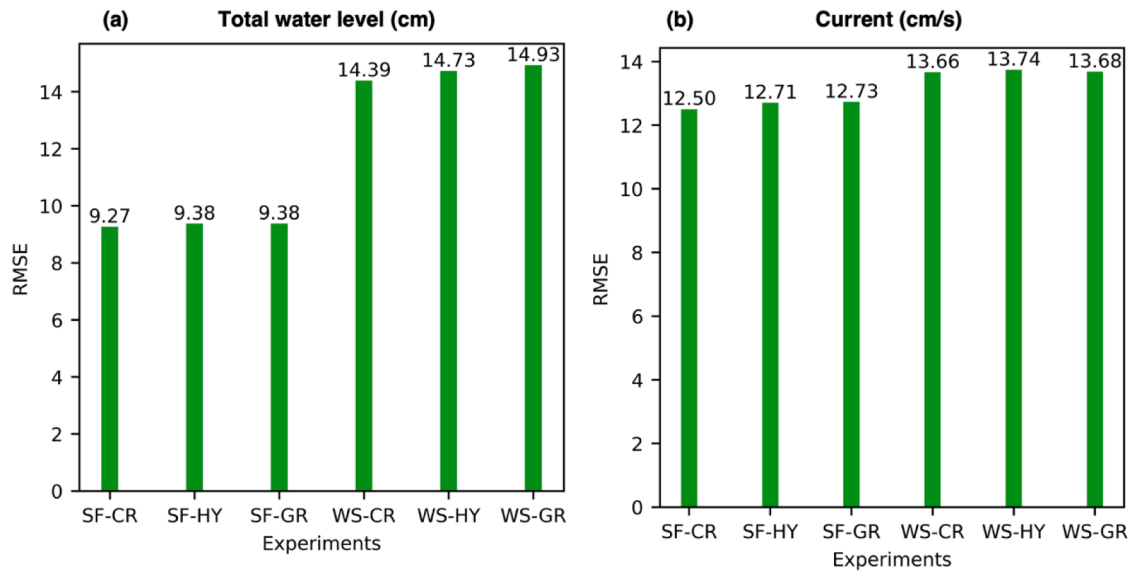 (a) Total water level (cm)
14.93
14.73
14.39
14
12
10
9.27 9.38 9.38
8
6
4
2
0
RMSE
SF-CR SF-HY SF-GR WS-CR WS-HY WS-GR
Experiments
(b) Current (cm/s)
14
13.66 13.74 13.68
12.50 12.71 12.73
12
10
8
6
4
2
0
RMSE
SF-CR SF-HY SF-GR WS-CR WS-HY WS-GR
Experiments